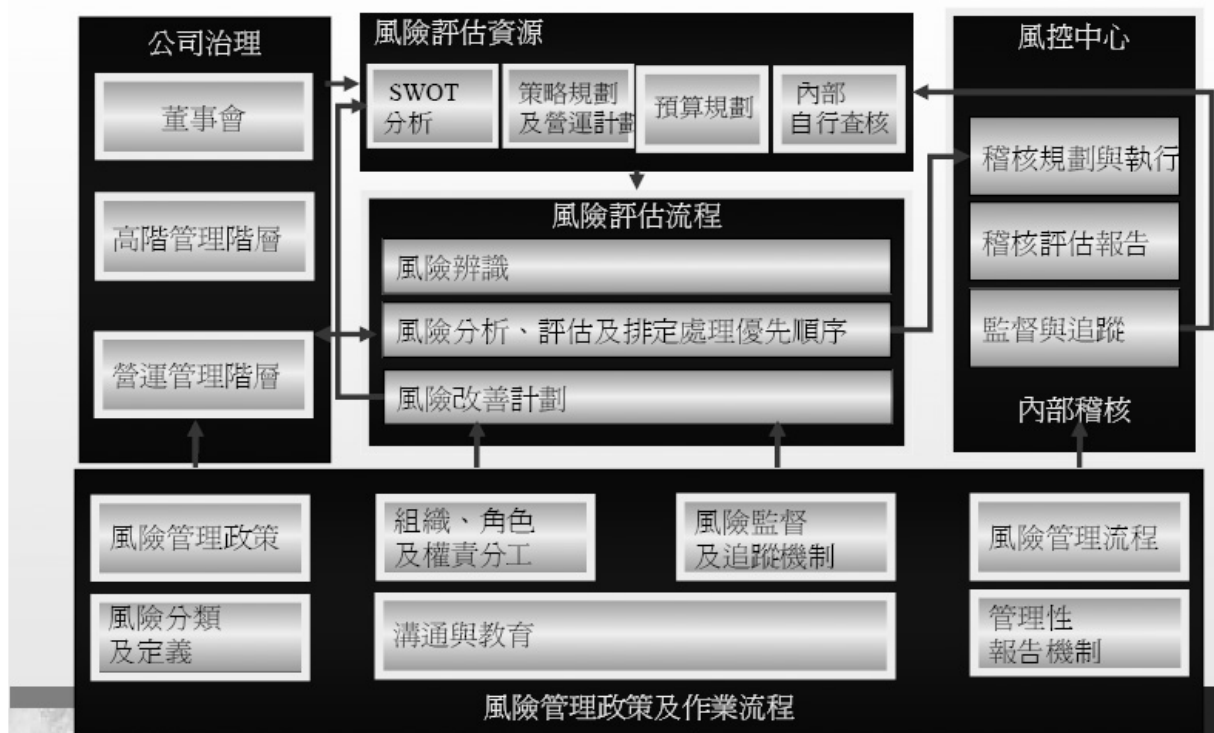 公司治理
董事會
高階管理階層
營運管理階層
風險評估資源
SWOT
分析
策略規劃
及營運計劃
預算規劃
內部
自行查核
風險評估流程
風險辨識
風險分析、評估及排定處理優先順序
風險改善計劃
風控中心
稽核規劃與執行
稽核評估報告
監督與追蹤
內部稽核
風險管理政策
組織、角色
及權責分工
風險監督
及追蹤機制
風險管理流程
風險分類
及定義
溝通與教育
管理性
報告機制
風險管理政策及作業流程